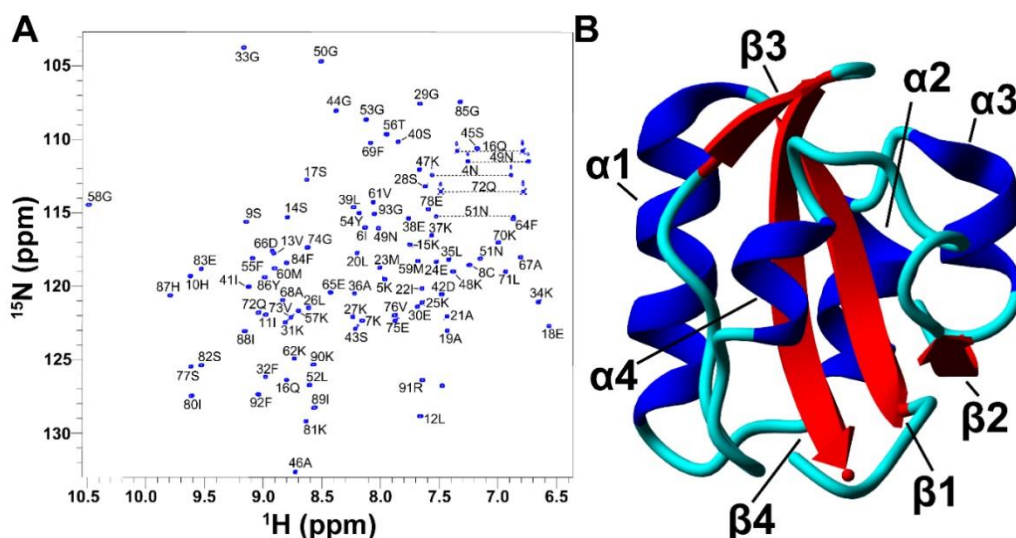 A
B
33G
50G
44G
53G
29G
85G
56T
40S
69F
45S
16Q
47K
49N
4N
17S
28S
72Q
58G
39L
61V
78E
9S
14S
54Y
93G
51N
38E
37K
64F
6I
49N
15K
66D
13V
74G
70K
83E
55F
84F
20L
23M
35L
51N
67A
10H
41I
86Y
60M
65E
36A
59M
24E
8C
71L
87H
68A
5K
22I
42D
48K
72Q
73V
26L
27K
76V
25K
34K
11I
31K
57K
7K
30E
21A
88I
43S
75E
19A
18E
82S
62K
90K
77S
32F
16Q
52L
91R
80I
92F
89I
12L
81K
46A
105
110
115
120
125
130
15N (ppm)
10.5 10.0 9.5 9.0 8.5 8.0 7.5 7.0 6.5
1H (ppm)
β3
α2
α3
α1
α4
β2
β1
β4